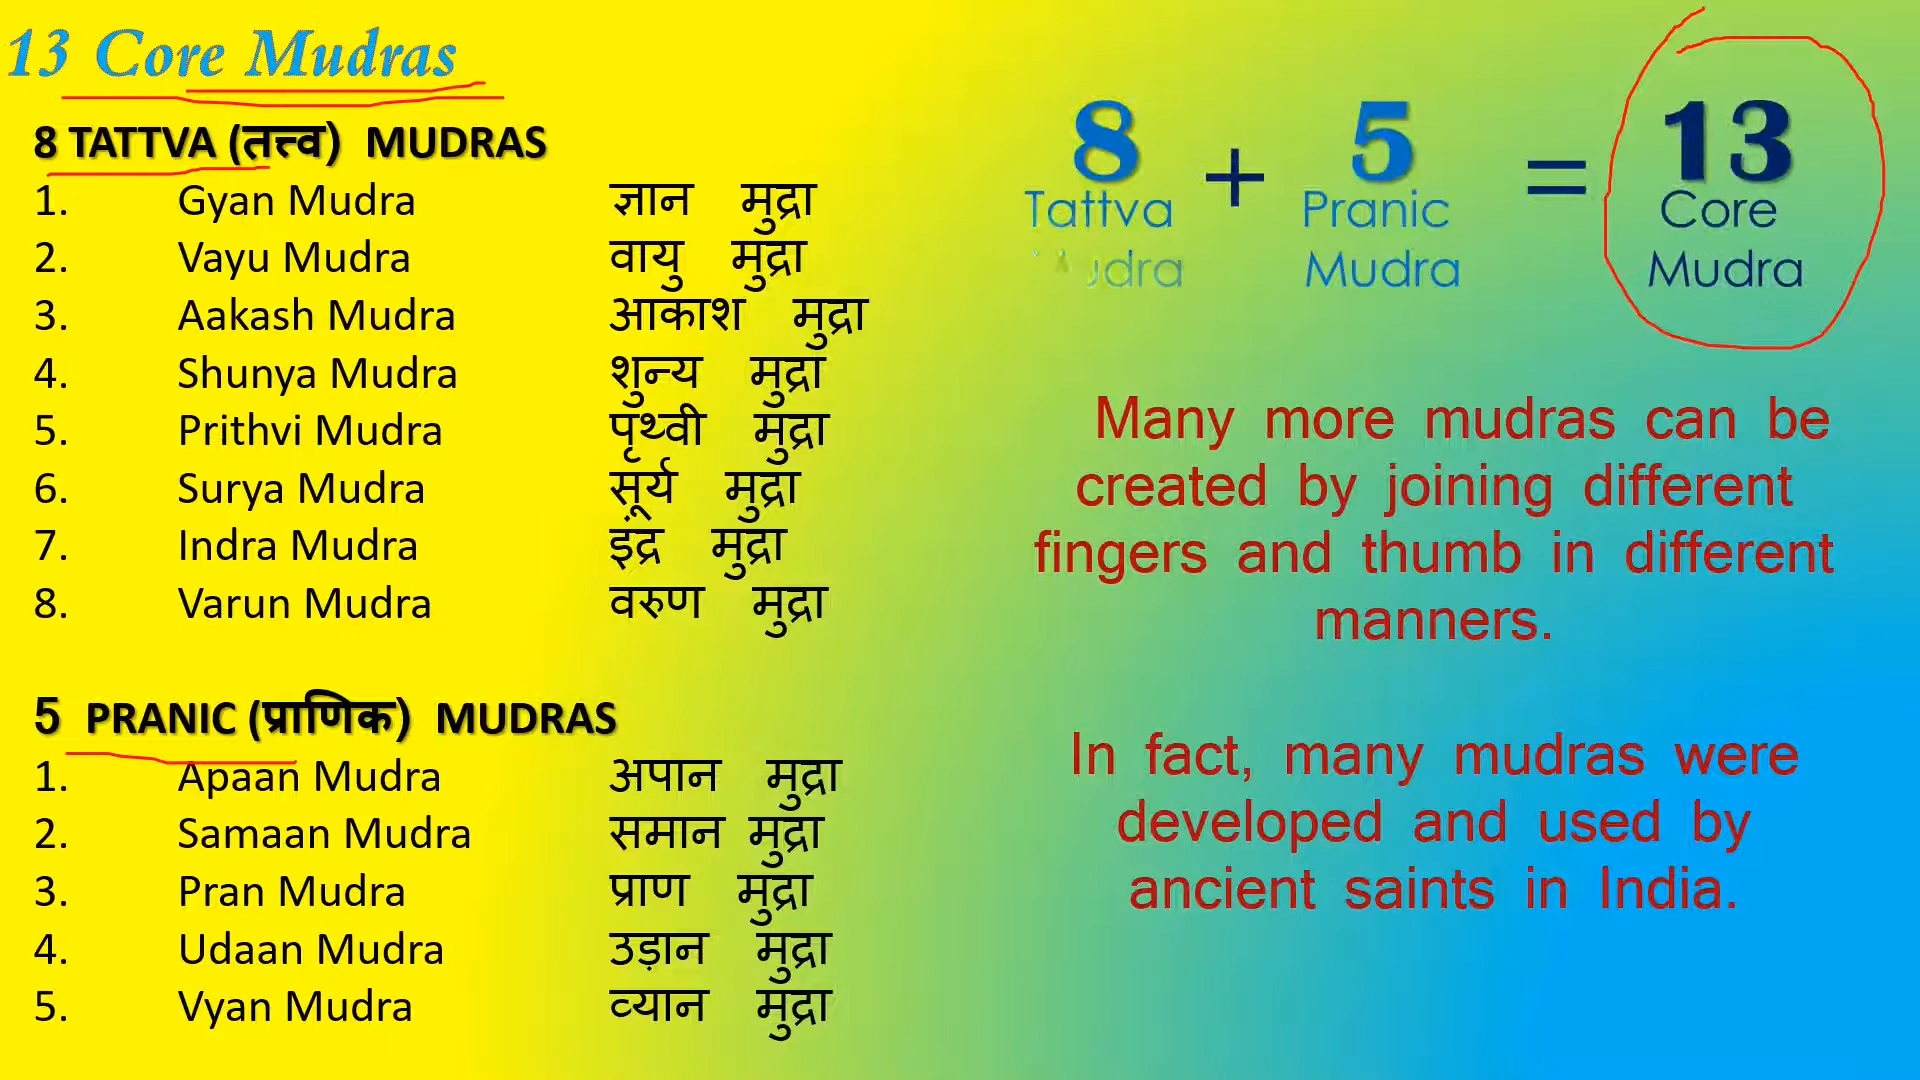 13 Core Mudras
8 TATTVA (तत्त्व) MUDRAS
1. Gyan Mudra ज्ञान मुद्रा
2. Vayu Mudra वायु मुद्रा
3. Aakash Mudra आकाश मुद्रा
4. Shunya Mudra शुन्य मुद्रा
5. Prithvi Mudra पृथ्वी मुद्रा
6. Surya Mudra सूर्य मुद्रा
7. Indra Mudra इंद्र मुद्रा
8. Varun Mudra वरुण मुद्रा
5 PRANIC (प्राणिक) MUDRAS
1. Apaan Mudra अपान मुद्रा
2. Samaan Mudra समान मुद्रा
3. Pran Mudra प्राण मुद्रा
4. Udaan Mudra उड़ान मुद्रा
5. Vyan Mudra व्यान मुद्रा
8 + 5 = 13
Tattva Pranic Core
Mudra Mudra
Many more mudras can be
created by joining different
fingers and thumb in different
manners.
In fact, many mudras were
developed and used by
ancient saints in India.